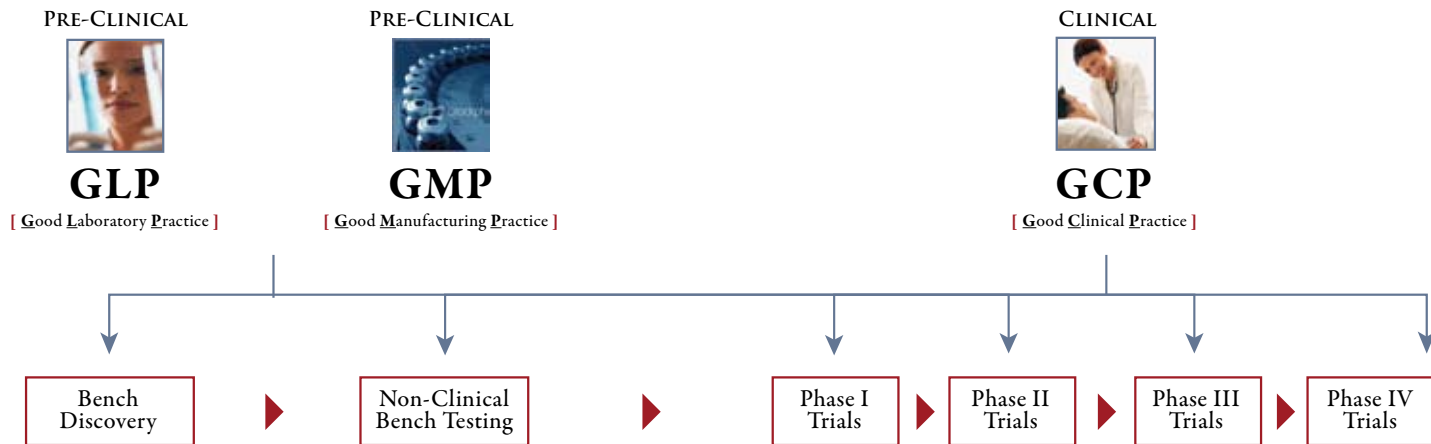 PRE-CLINICAL
GLP
[ Good Laboratory Practice ]
PRE-CLINICAL
GMP
[ Good Manufacturing Practice ]
CLINICAL
GCP
[ Good Clinical Practice ]
Bench
Discovery
Non-Clinical
Bench Testing
Phase I
Trials
Phase II
Trials
Phase III
Trials
Phase IV
Trials